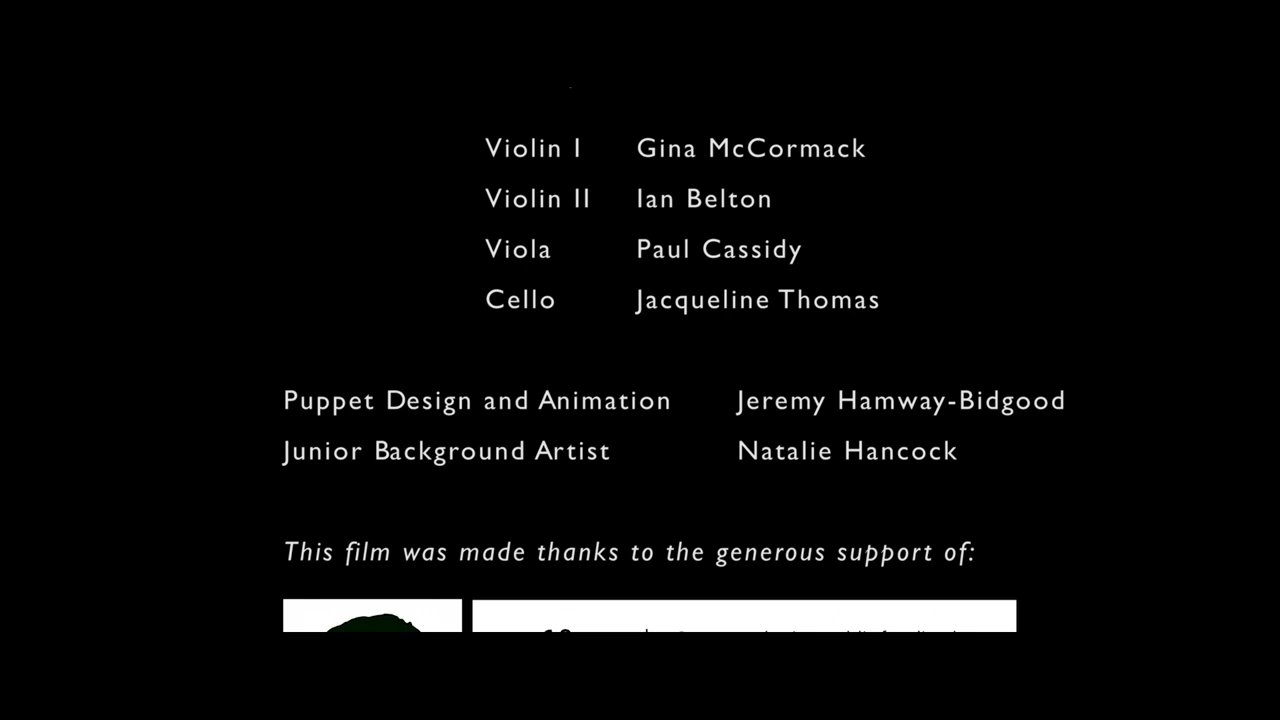 Violin I Gina McCormack
Violin II Ian Belton
Viola Paul Cassidy
Cello Jacqueline Thomas
Puppet Design and Animation Jeremy Hamway-Bidgood
Junior Background Artist Natalie Hancock
This film was made thanks to the generous support of: